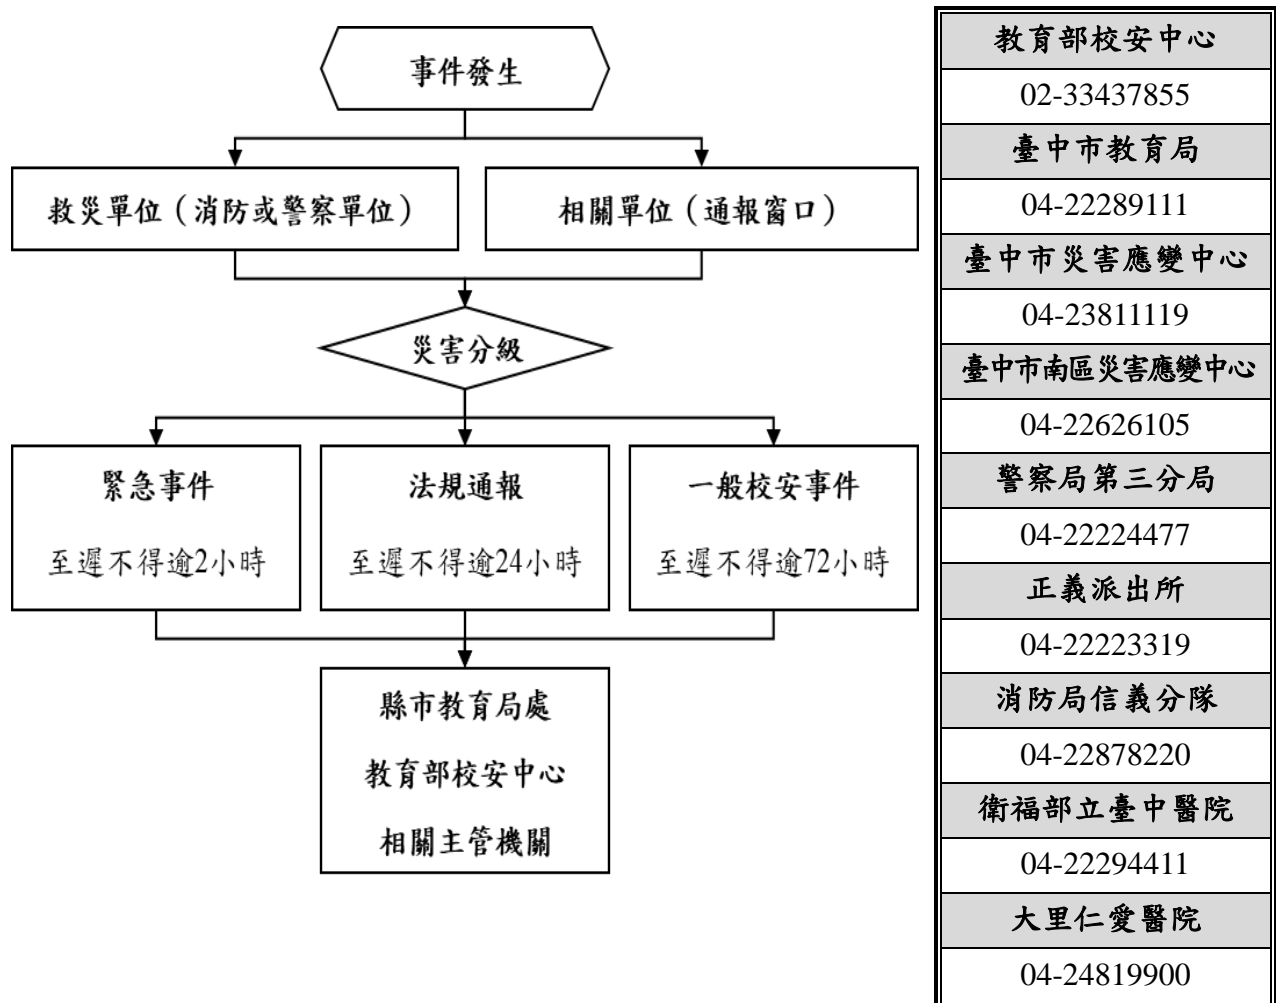 事件發生
救災單位（消防或警察單位）
相關單位（通報窗口）
災害分級
緊急事件
至遲不得逾2小時
法規通報
至遲不得逾24小時
一般校安事件
至遲不得逾72小時
縣市教育局處
教育部校安中心
相關主管機關
教育部校安中心
02-33437855
臺中市教育局
04-22289111
臺中市災害應變中心
04-23811119
臺中市南區災害應變中心
04-22626105
警察局第三分局
04-22224477
正義派出所
04-22223319
消防局信義分隊
04-22878220
衛福部立臺中醫院
04-22294411
大里仁愛醫院
04-24819900